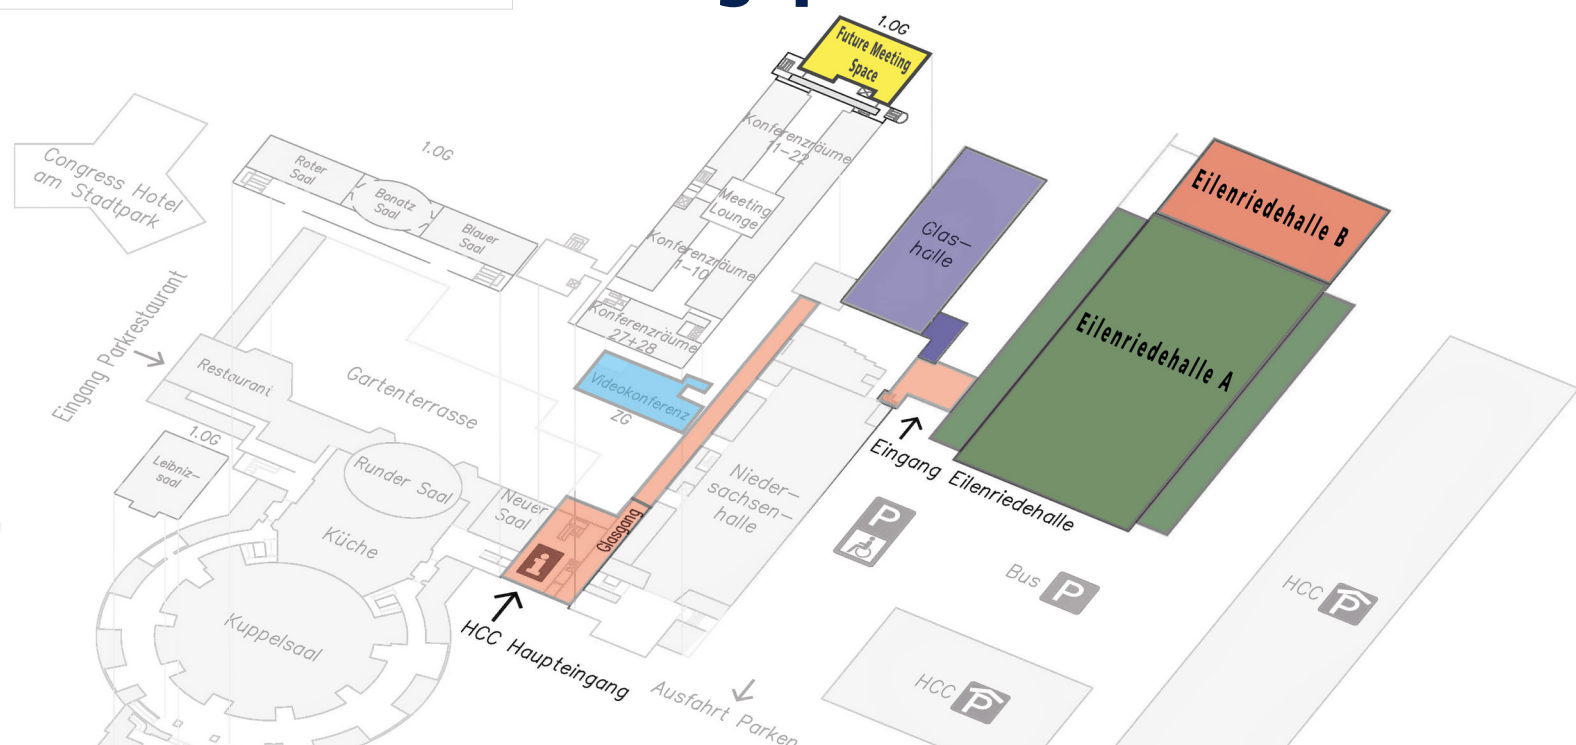 1.OG
Future Meeting
Space
Konferenzräume
11–22
Congress Hotel
am Stadtpark
1.OG
Roter
Saal
Bonatz
Saal
Blauer
Saal
Meeting
Lounge
Konferenzräume
1–10
Konferenzräume
27+28
Glas–
halle
Eilenriedehalle B
Eilenriedehalle A
Eingang Parkrestaurant
Restaurant
Gartenterrasse
Videokonferenz
ZG
1.OG
Leibniz–
saal
Runder Saal
Neuer
Saal
Küche
Glasgang
i
Nieder–
sachsen–
halle
Eingang Eilenriedehalle
P
Bus P
HCC P
HCC P
Kuppelsaal
HCC Haupteingang
Ausfahrt Parken